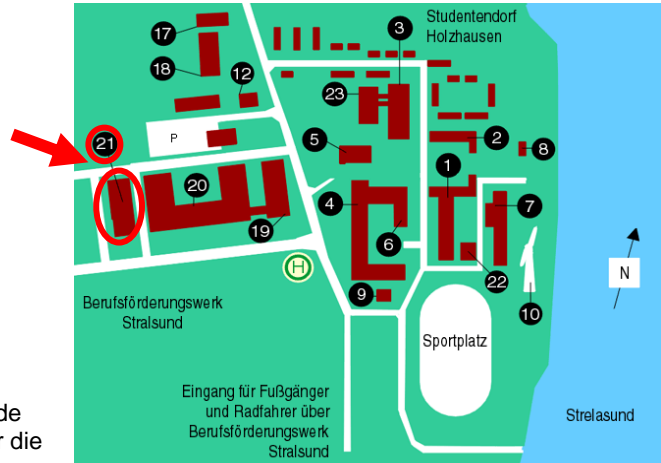 Studentendorf
Holzhausen
17
3
18
12
23
P
21
5
2
8
1
20
4
7
19
6
H
N
9
22
10
Berufsförderungswerk
Stralsund
Sportplatz
Eingang für Fußgänger
und Radfahrer über
Berufsförderungswerk
Stralsund
Strelasund
de
r die